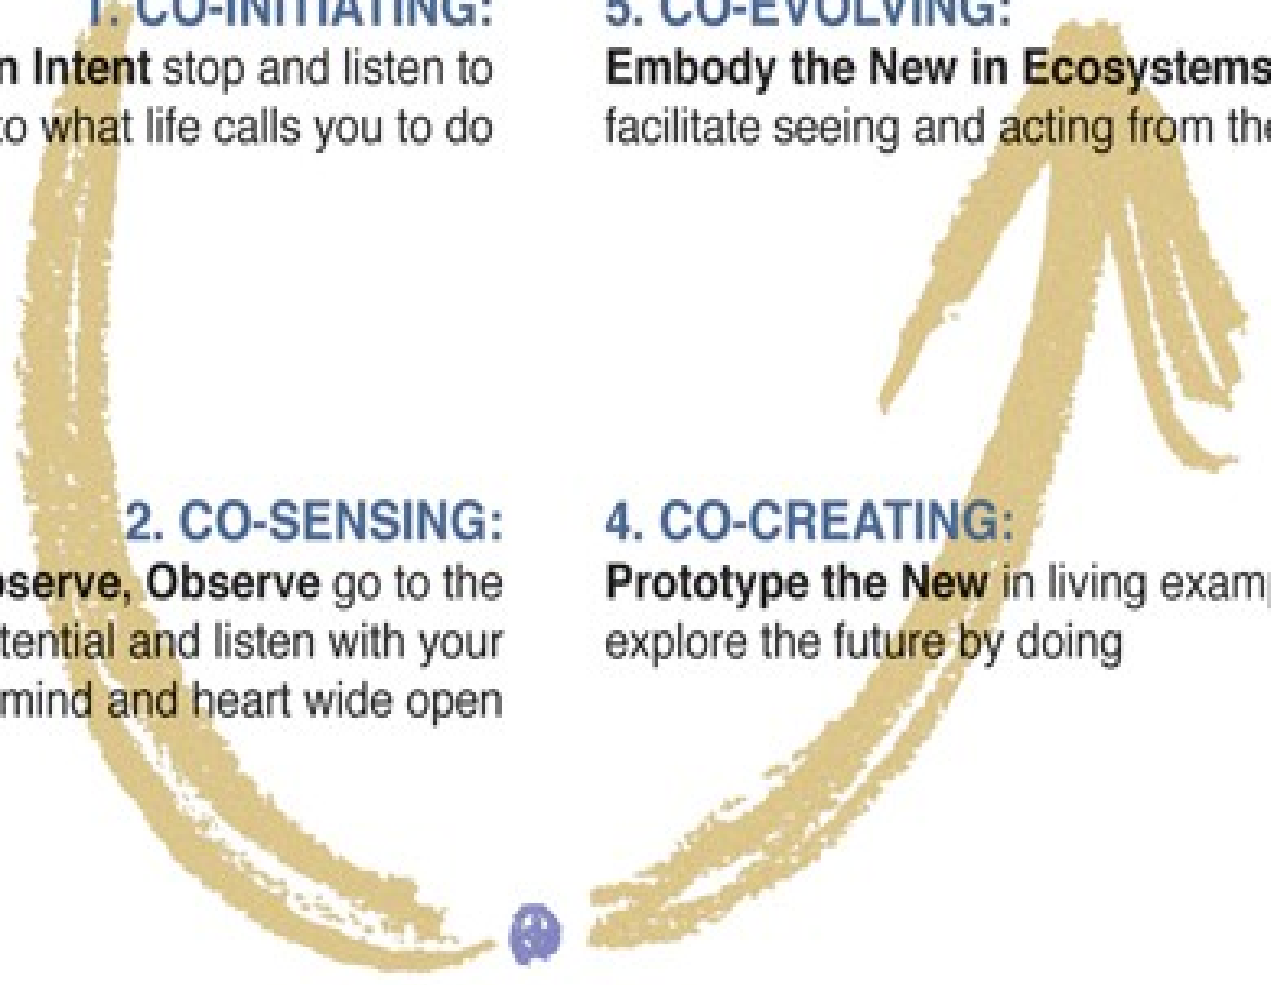 1. CO-INITIATING:
Intent stop and listen to
to what life calls you to do
5. CO-EVOLVING:
Embody the New in Ecosystems
facilitate seeing and acting from the
2. CO-SENSING:
Observe go to the
and listen with your
mind and heart wide open
4. CO-CREATING:
Prototype the New in living
explore the future by doing